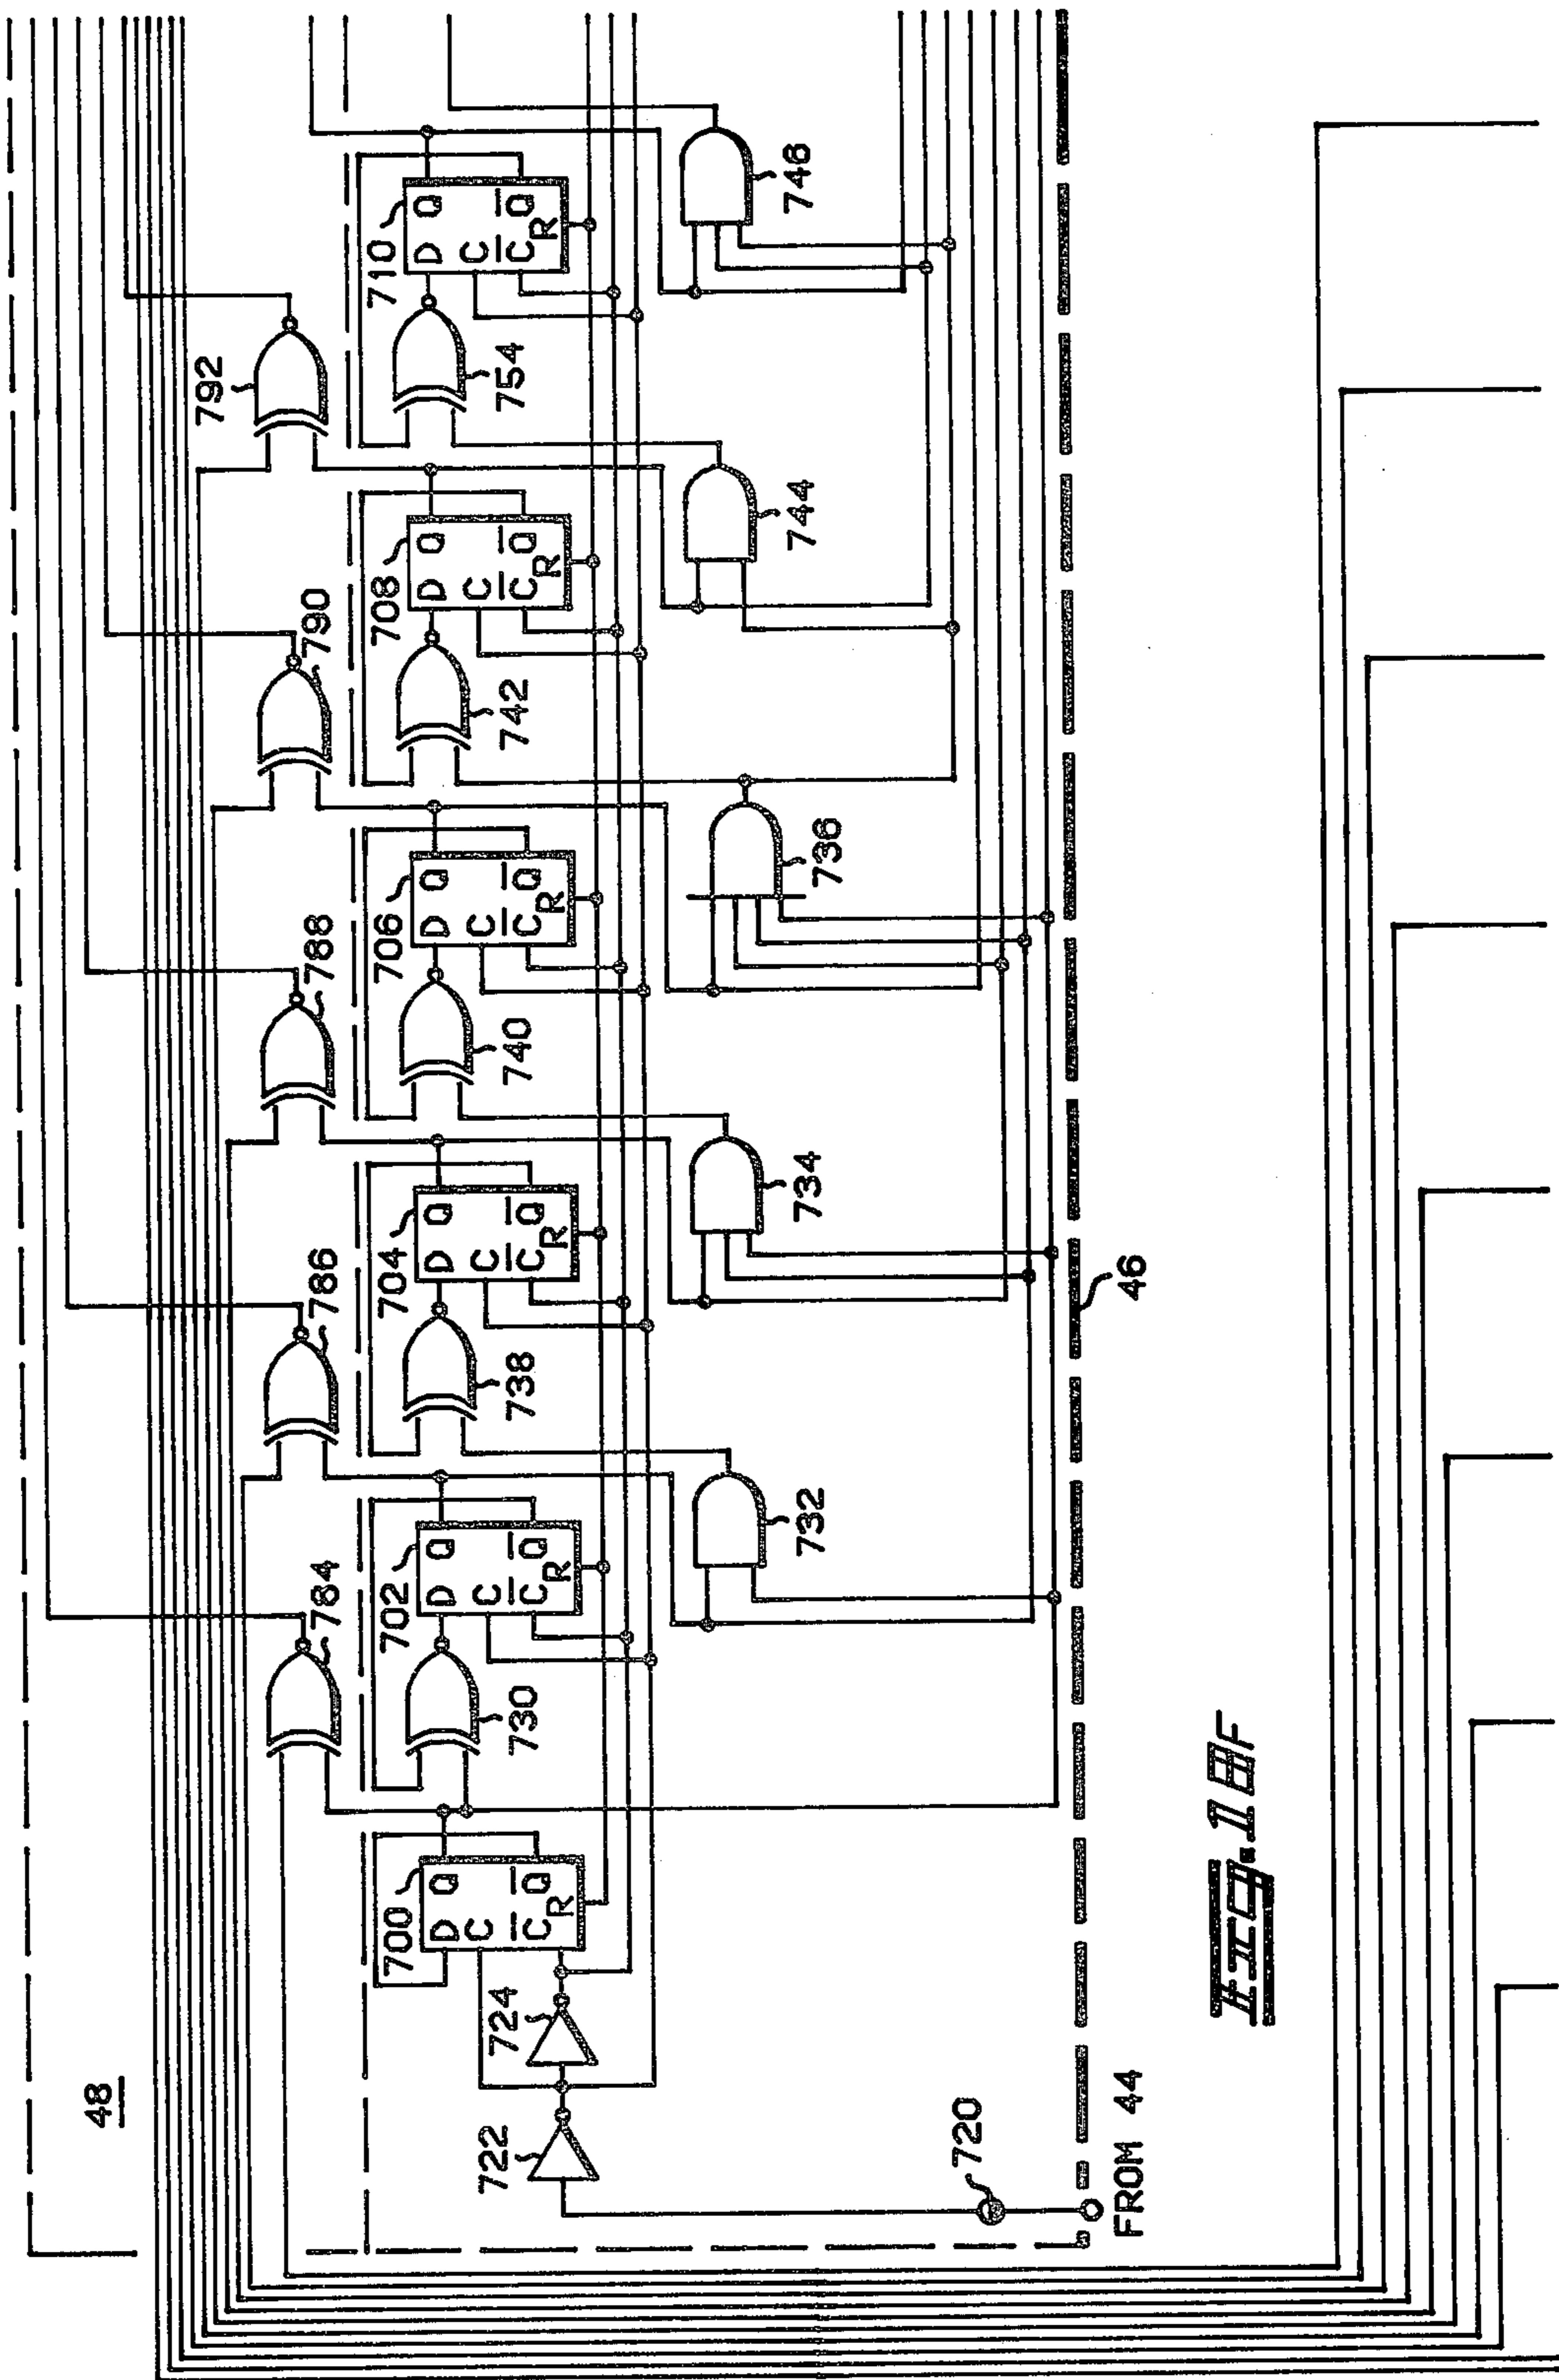 48
784
786
788
790
792
700
702
704
706
708
710
D Q
C
C̅ Q̅
R
D Q
C
C̅ Q̅
R
D Q
C
C̅ Q̅
R
D Q
C
C̅ Q̅
R
D Q
C
C̅ Q̅
R
D Q
C
C̅ Q̅
R
722
724
730
738
740
742
754
732
734
736
744
746
720
46
FROM 44
Fig. 18F